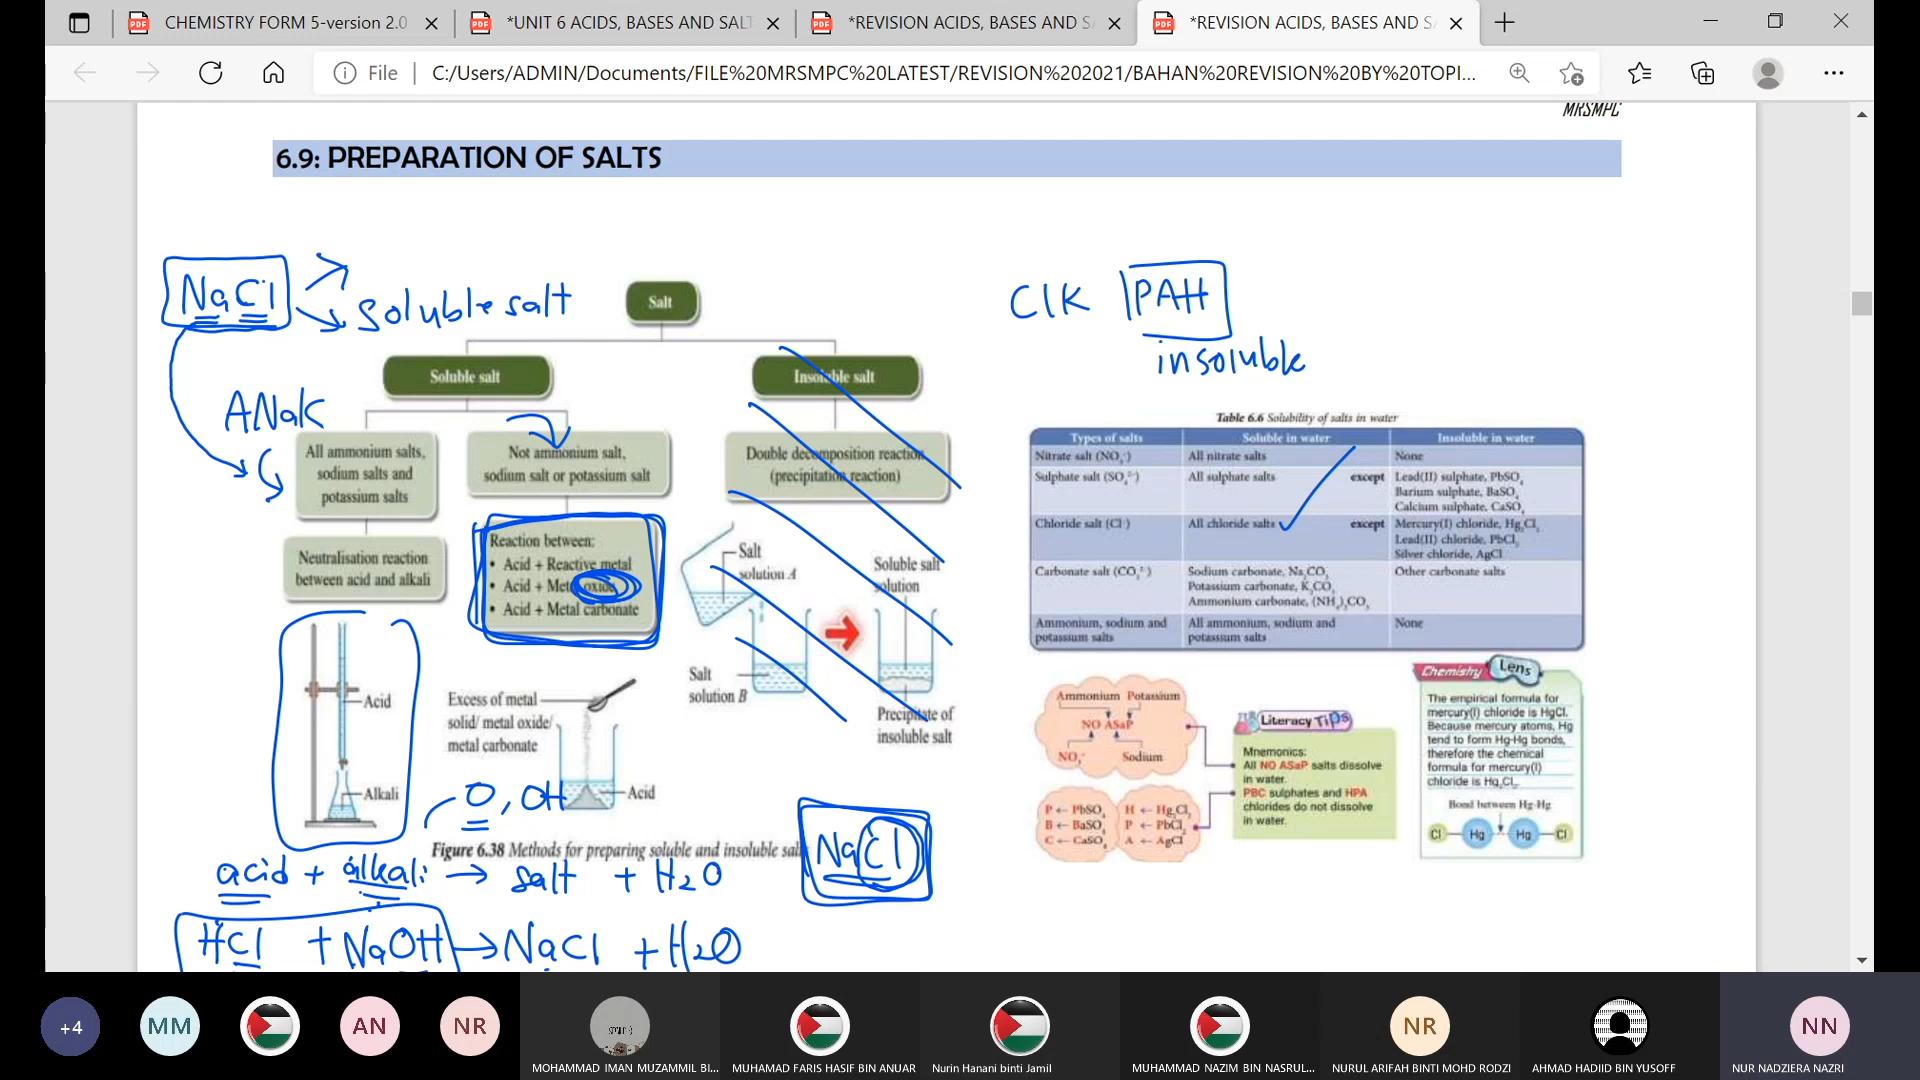 CHEMISTRY FORM 5-version 2.0
*UNIT 6 ACIDS, BASES AND SALT
*REVISION ACIDS, BASES AND SA
*REVISION ACIDS, BASES AND SA
File
C:/Users/ADMIN/Documents/FILE%20MRSMPC%20LATEST/REVISION%202021/BAHAN%20REVISION%20BY%20TOPI...
MRSMPC
6.9: PREPARATION OF SALTS
NaCl
Soluble salt
ANaK
Salt
Soluble salt
Insoluble salt
All ammonium salts,
sodium salts and
potassium salts
Not ammonium salt,
sodium salt or potassium salt
Double decomposition reaction
(precipitation reaction)
Neutralisation reaction
between acid and alkali
Reaction between:
• Acid + Reactive metal
• Acid + Metal oxide
• Acid + Metal carbonate
Salt
solution A
Soluble salt
solution
Salt
solution B
Precipitate of
insoluble salt
Acid
Alkali
Excess of metal
solid/ metal oxide/
metal carbonate
Acid
O, OH
Figure 6.38 Methods for preparing soluble and insoluble salts
NaCl
acid + alkali → salt + H2O
HCl + NaOH → NaCl + H2O
ClK PAH
insoluble
Table 6.6 Solubility of salts in water
Types of salts Soluble in water Insoluble in water
Nitrate salt (NO₃⁻) All nitrate salts None
Sulphate salt (SO₄²⁻) All sulphate salts except Lead(II) sulphate, PbSO₄
Barium sulphate, BaSO₄
Calcium sulphate, CaSO₄
Chloride salt (Cl⁻) All chloride salts except Mercury(I) chloride, Hg₂Cl₂
Lead(II) chloride, PbCl₂
Silver chloride, AgCl
Carbonate salt (CO₃²⁻) Sodium carbonate, Na₂CO₃ Other carbonate salts
Potassium carbonate, K₂CO₃
Ammonium carbonate, (NH₄)₂CO₃
Ammonium, sodium and
potassium salts
All ammonium, sodium and
potassium salts
None
Ammonium Potassium
NO ASaP
NO₃⁻ Sodium
P ← PbSO₄
B ← BaSO₄
C ← CaSO₄
H ← Hg₂Cl₂
P ← PbCl₂
A ← AgCl
Literacy Tips
Mnemonics:
All NO ASaP salts dissolve
in water.
PBC sulphates and HPA
chlorides do not dissolve
in water.
Chemistry Lens
The empirical formula for
mercury(I) chloride is HgCl.
Because mercury atoms, Hg
tend to form Hg-Hg bonds,
therefore the chemical
formula for mercury(I)
chloride is Hg₂Cl₂.
Bond between Hg-Hg
Cl Hg Hg Cl
+4
MM
AN
NR
NR
NN
MOHAMMAD IMAN MUZAMMIL BI...
MUHAMAD FARIS HASIF BIN ANUAR
Nurin Hanani binti Jamil
MUHAMMAD NAZIM BIN NASRUL...
NURUL ARIFAH BINTI MOHD RODZI
AHMAD HADIID BIN YUSOFF
NUR NADZIERA NAZRI